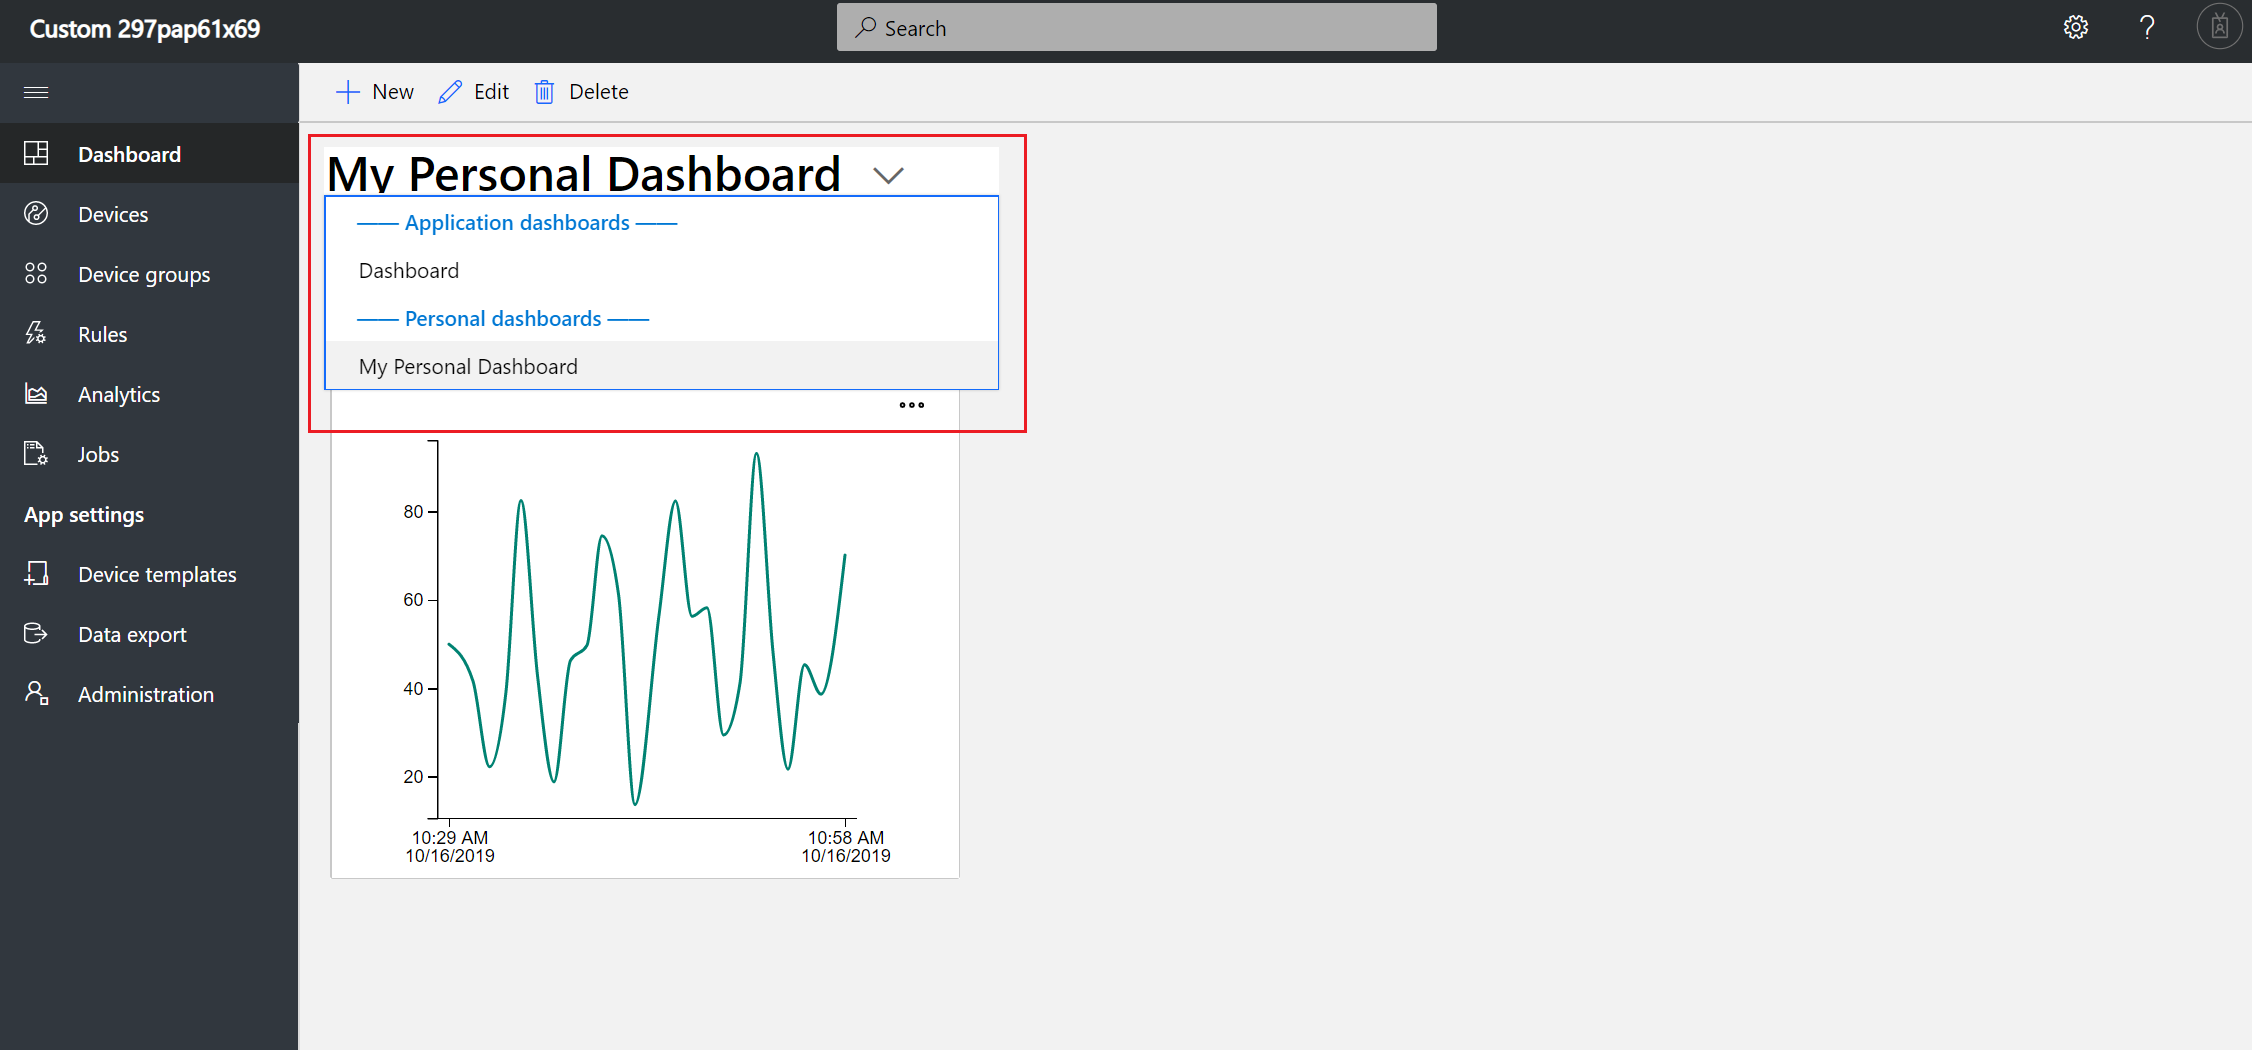 Custom 297pap61x69
Search
?
New
Edit
Delete
Dashboard
Devices
Device groups
Rules
Analytics
Jobs
App settings
Device templates
Data export
Administration
My Personal Dashboard
Application dashboards
Dashboard
Personal dashboards
My Personal Dashboard
80
60
40
20
10:29 AM
10/16/2019
10:58 AM
10/16/2019